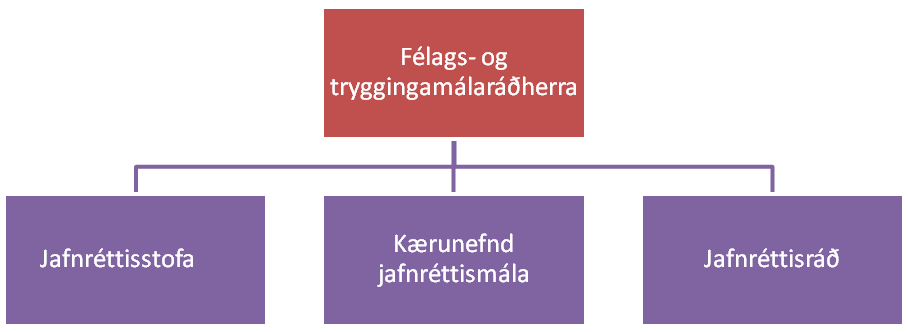 Félags- og
tryggingamálaráðherra
Jafnréttisstofa
Kærunefnd
jafnréttismála
Jafnréttisráð